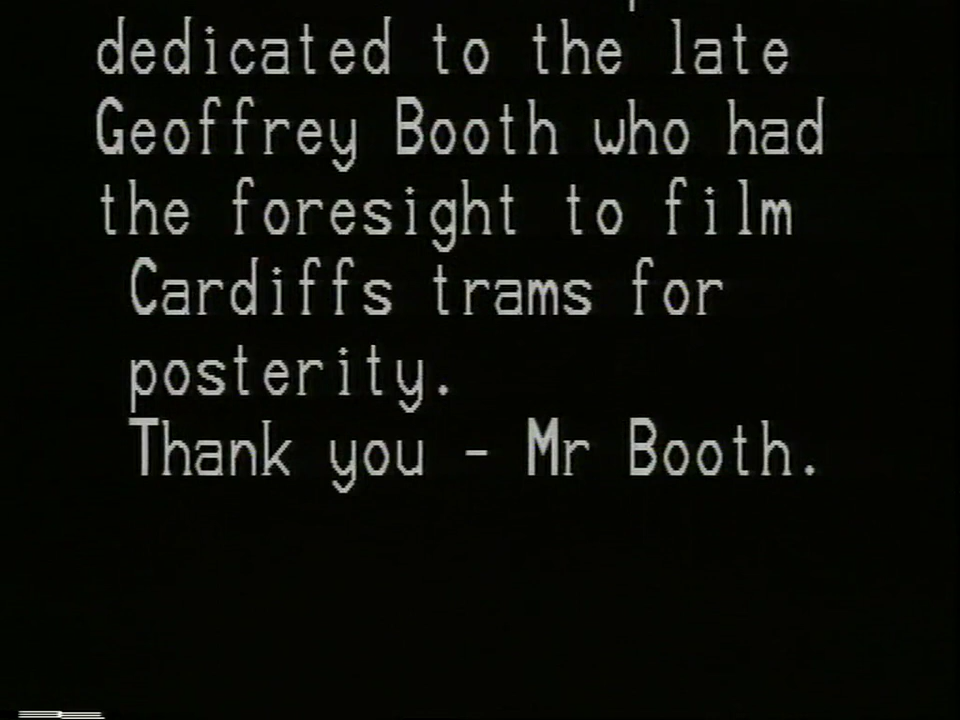 dedicated to the late
Geoffrey Booth who had
the foresight to film
Cardiffs trams for
posterity.
Thank you - Mr Booth.